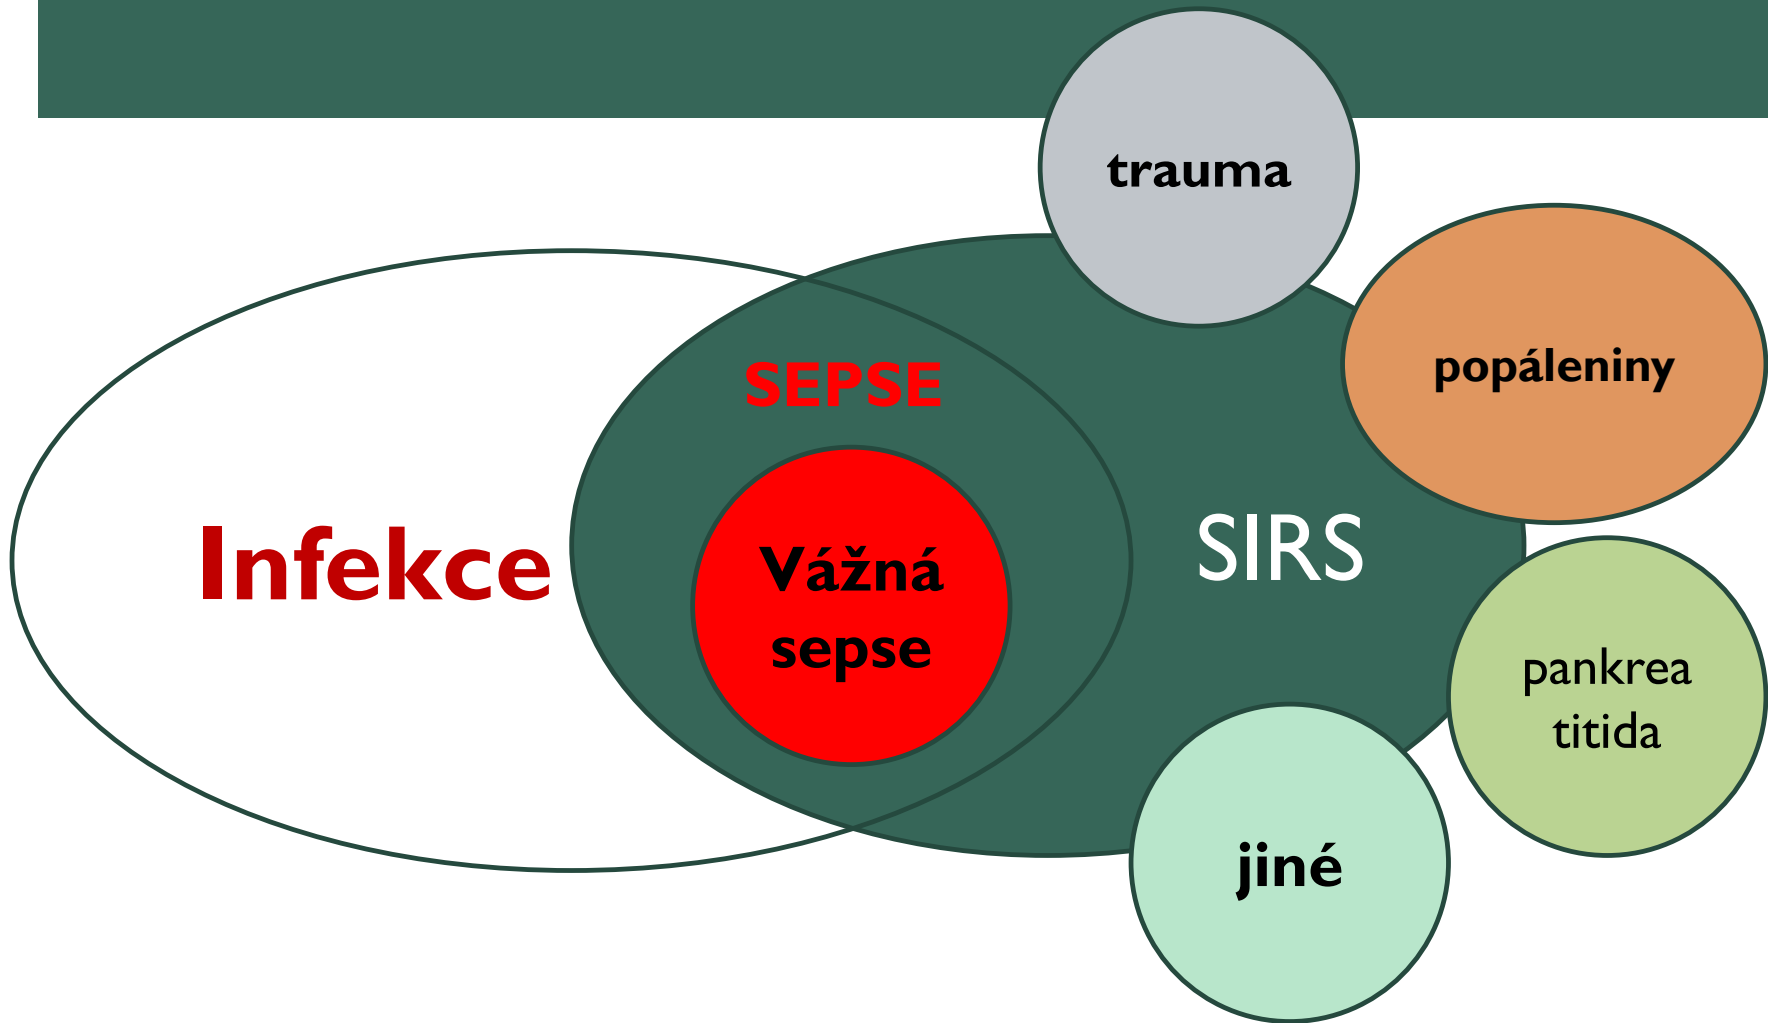 trauma
popáleniny
SEPSE
Infekce
Vážná
sepse
SIRS
pankrea
titida
jiné